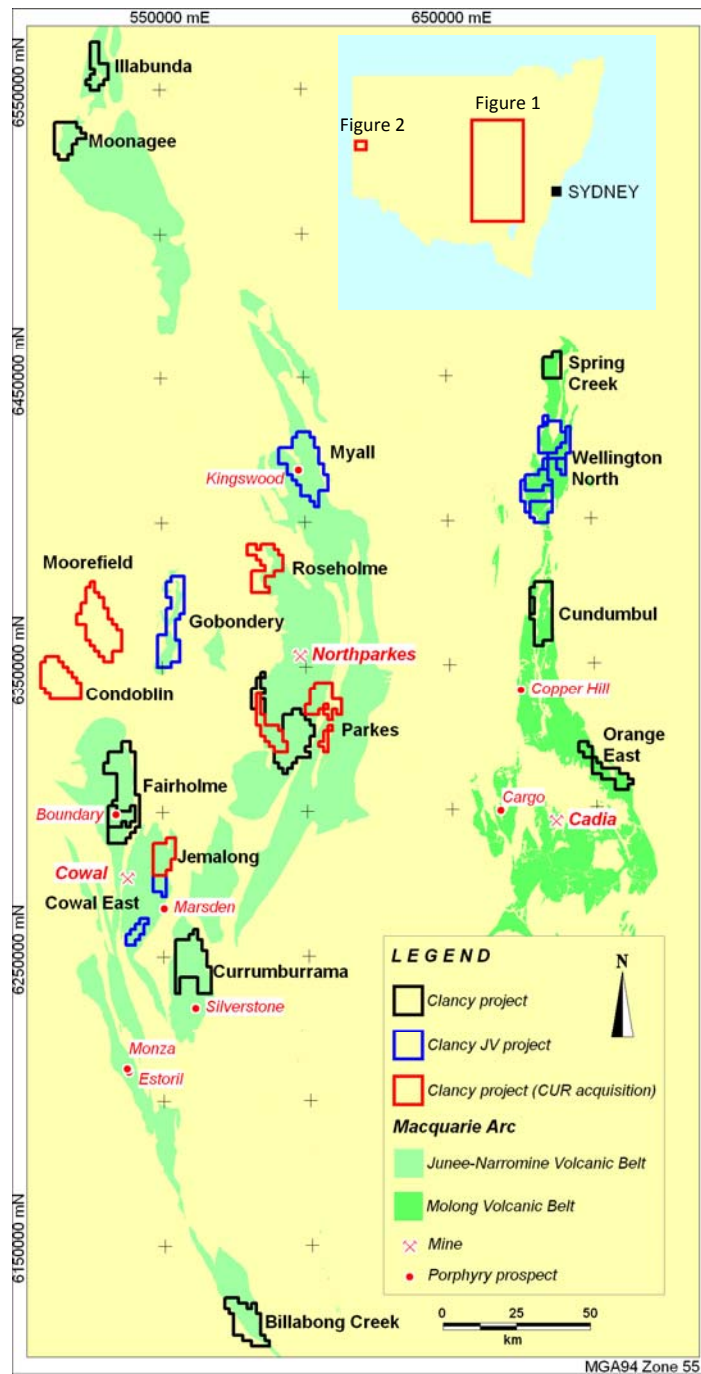 550000 mE
650000 mE
6550000 mN
Illabunda
Moonagee
Figure 1
Figure 2
SYDNEY
6450000 mN
Spring
Creek
Myall
Kingswood
Wellington
North
Moorefield
Roseholme
Gobondery
Cundumbul
6350000 mN
Northparkes
Condoblin
Copper Hill
Parkes
Orange
East
Fairholme
Boundary
Cargo
Cadia
Jemalong
Cowal
Cowal East
Marsden
6250000 mN
Currumburrama
Silverstone
Monza
Estoril
6150000 mN
Billabong Creek
LEGEND
N
Clancy project
Clancy JV project
Clancy project (CUR acquisition)
Macquarie Arc
Junee-Narromine Volcanic Belt
Molong Volcanic Belt
Mine
Porphyry prospect
0 25 50
km
MGA94 Zone 55